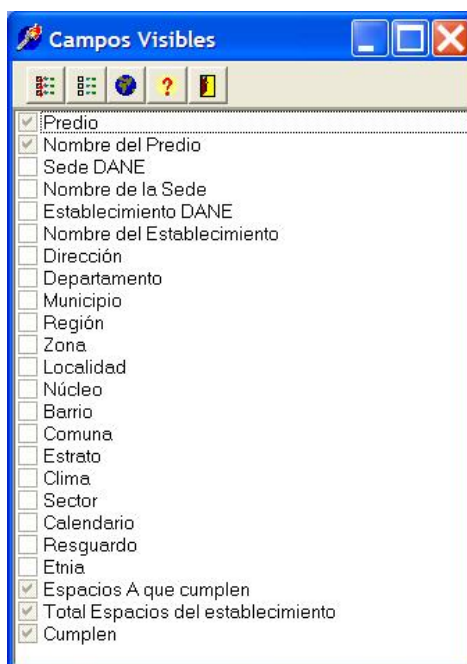 Campos Visibles
?
Predio
Nombre del Predio
Sede DANE
Nombre de la Sede
Establecimiento DANE
Nombre del Establecimiento
Dirección
Departamento
Municipio
Región
Zona
Localidad
Núcleo
Barrio
Comuna
Estrato
Clima
Sector
Calendario
Resguardo
Etnia
Espacios A que cumplen
Total Espacios del establecimiento
Cumplen